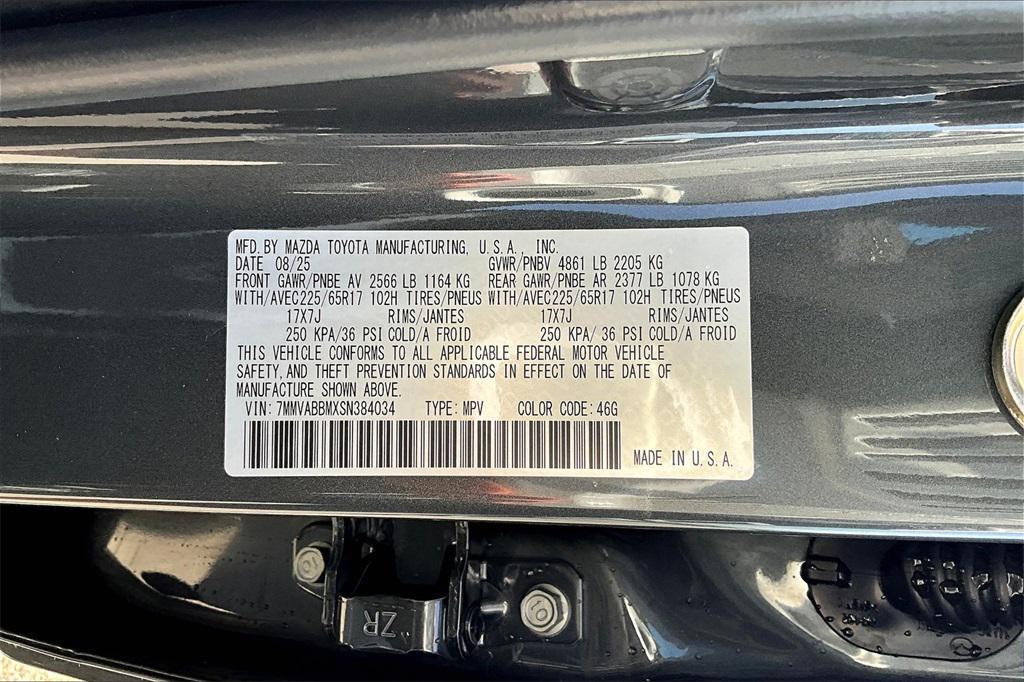 MFD. BY MAZDA TOYOTA MANUFACTURING, U.S.A., INC.
DATE 08/25 GVWR/PNBV 4861 LB 2205 KG
FRONT GAWR/PNBE AV 2566 LB 1164 KG REAR GAWR/PNBE AR 2377 LB 1078 KG
WITH/AVEC225/65R17 102H TIRES/PNEUS WITH/AVEC225/65R17 102H TIRES/PNEUS
17X7J RIMS/JANTES 17X7J RIMS/JANTES
250 KPA/36 PSI COLD/A FROID 250 KPA/36 PSI COLD/A FROID
THIS VEHICLE CONFORMS TO ALL APPLICABLE FEDERAL MOTOR VEHICLE
SAFETY, AND THEFT PREVENTION STANDARDS IN EFFECT ON THE DATE OF
MANUFACTURE SHOWN ABOVE.
VIN: 7MMVABBMXSN384034 TYPE: MPV COLOR CODE: 46G
MADE IN U.S.A.
10
ZR
10